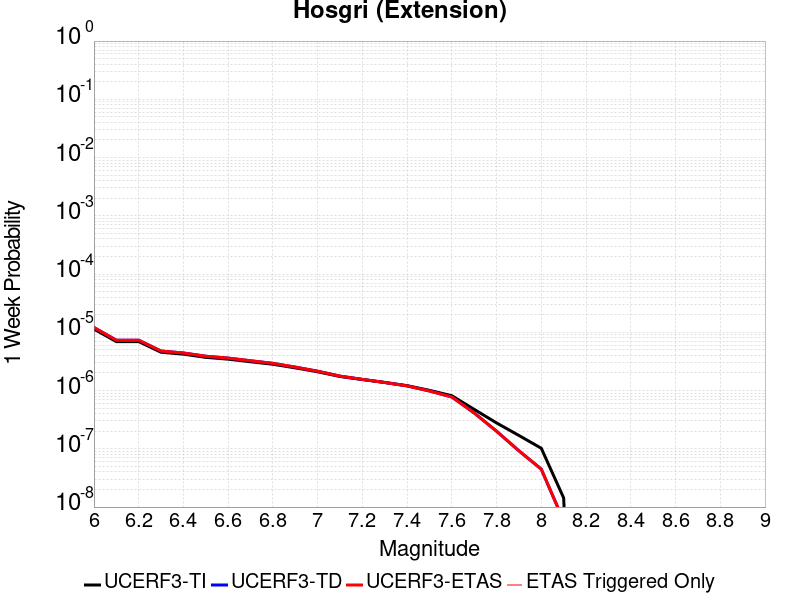 Hosgri (Extension)
10 0
10 -1
10 -2
10 -3
10 -4
10 -5
10 -6
10 -7
10 -8
1 Week Probability
6 6.2 6.4 6.6 6.8 7 7.2 7.4 7.6 7.8 8 8.2 8.4 8.6 8.8 9
Magnitude
UCERF3-TI UCERF3-TD UCERF3-ETAS ETAS Triggered Only